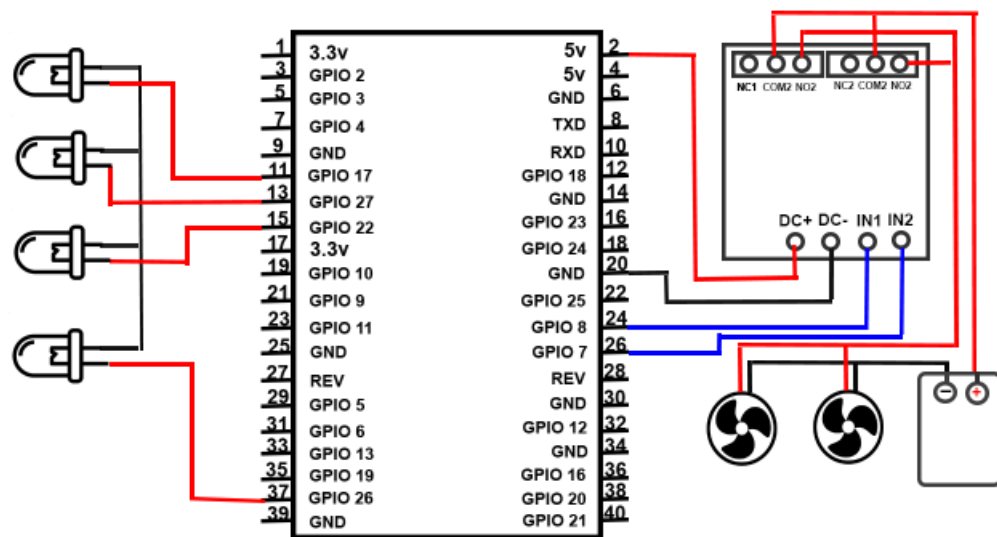 1 3.3v 5v 2
3 GPIO 2 5v 4
5 GPIO 3 GND 6
7 GPIO 4 TXD 8
9 GND RXD 10
11 GPIO 17 GPIO 18 12
13 GPIO 27 GND 14
15 GPIO 22 GPIO 23 16
17 3.3v GPIO 24 18
19 GPIO 10 GND 20
21 GPIO 9 GPIO 25 22
23 GPIO 11 GPIO 8 24
25 GND GPIO 7 26
27 REV REV 28
29 GPIO 5 GND 30
31 GPIO 6 GPIO 12 32
33 GPIO 13 GND 34
35 GPIO 19 GPIO 16 36
37 GPIO 26 GPIO 20 38
39 GND GPIO 21 40
NC1 COM2 NO2 NC2 COM2 NO2
DC+ DC- IN1 IN2
− +